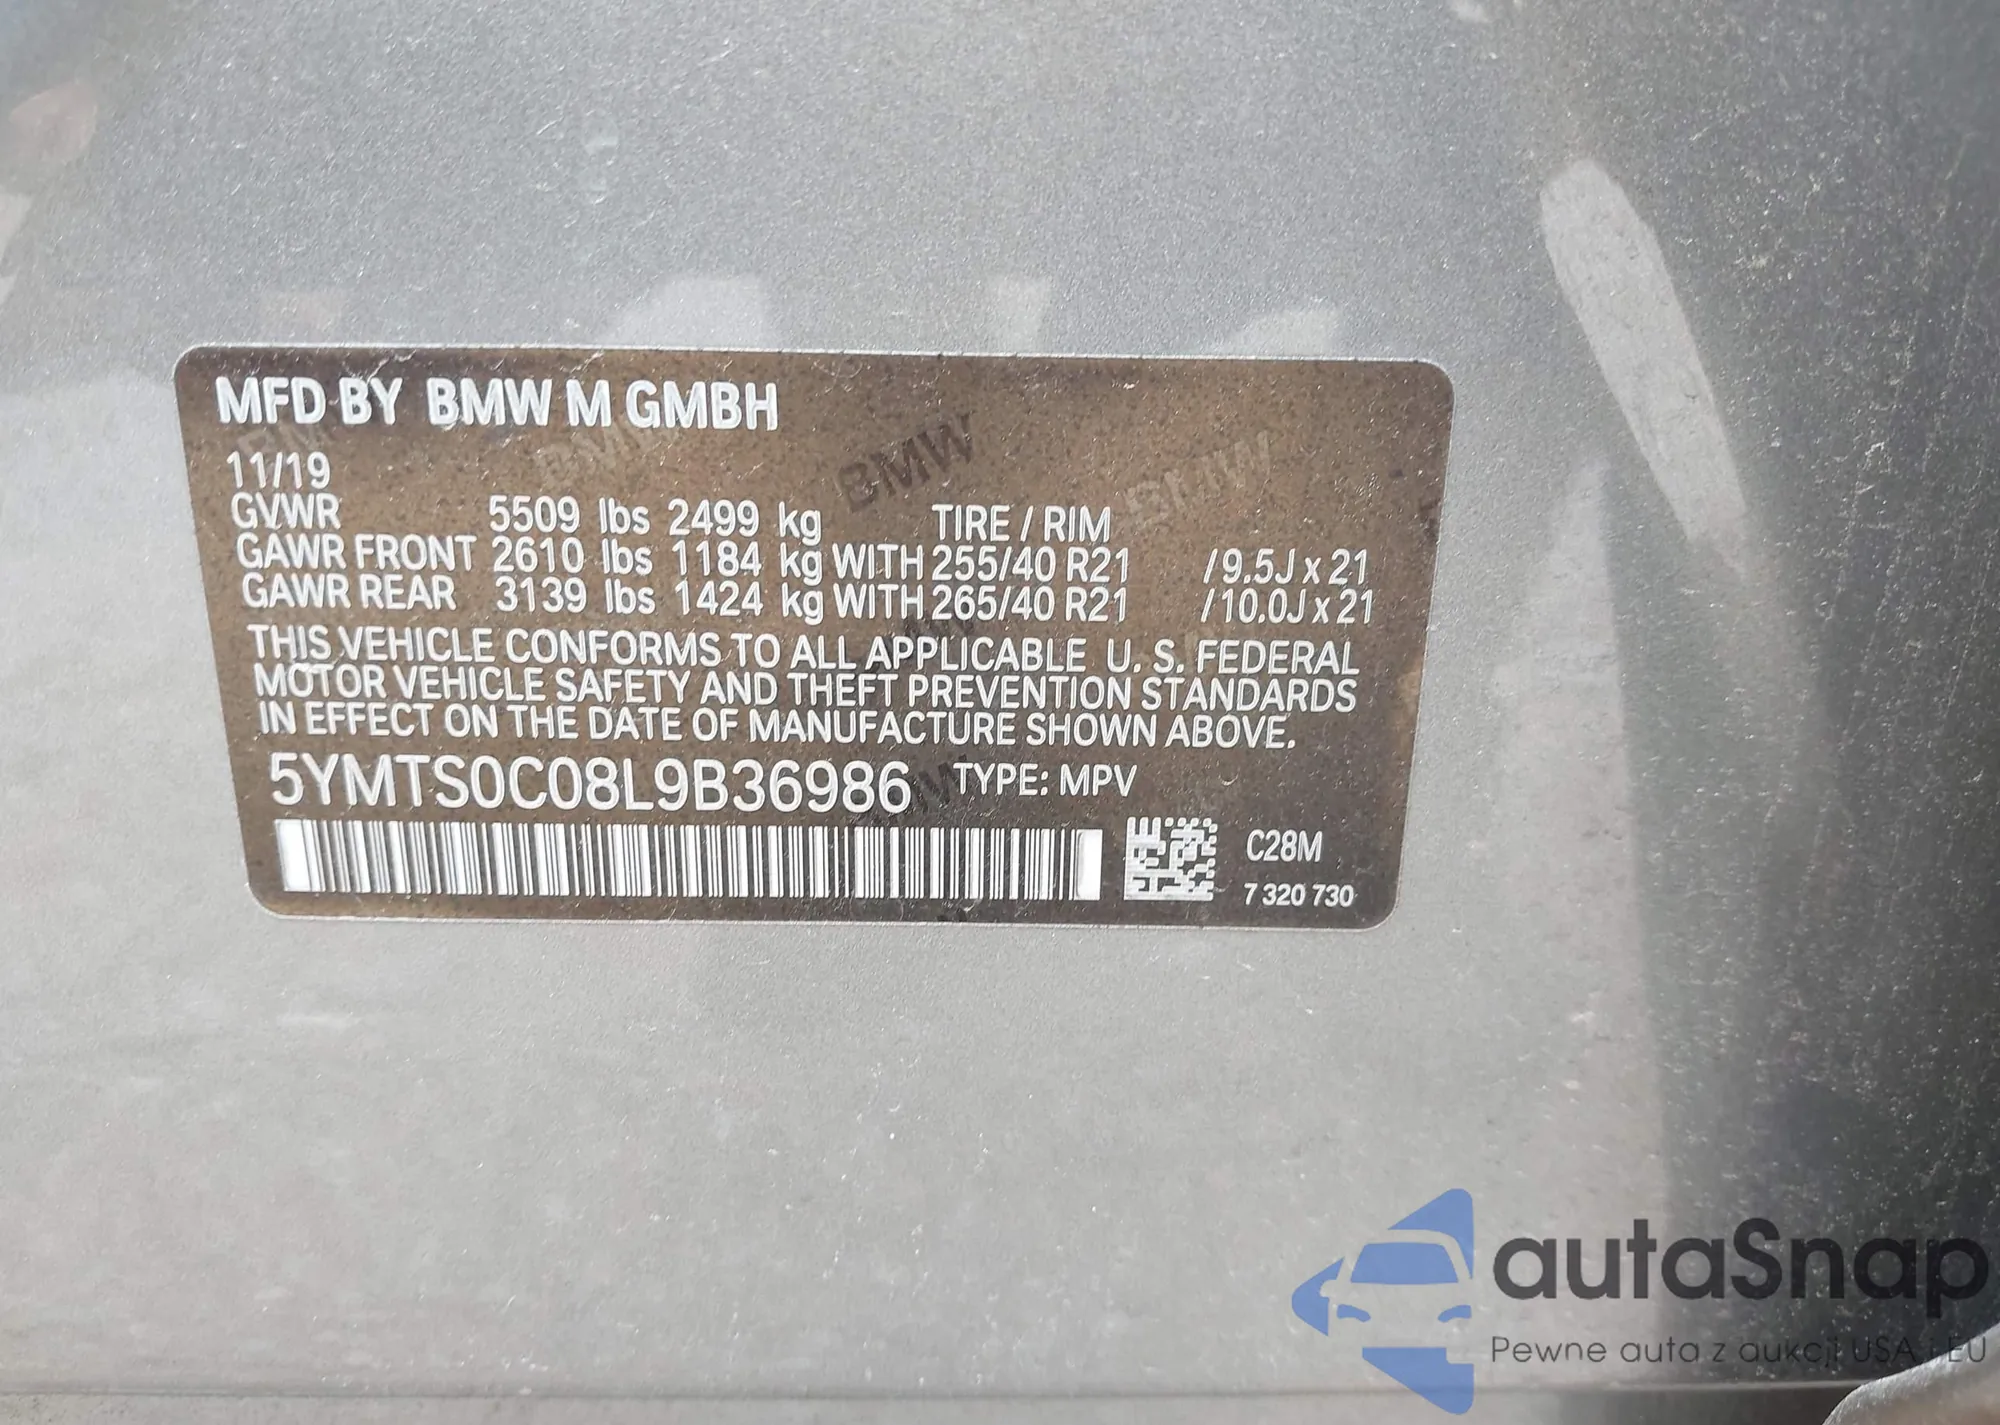 MFD BY BMW M GMBH
11/19
GVWR 5509 lbs 2499 kg TIRE / RIM
GAWR FRONT 2610 lbs 1184 kg WITH 255/40 R21 /9.5J x 21
GAWR REAR 3139 lbs 1424 kg WITH 265/40 R21 /10.0J x 21
THIS VEHICLE CONFORMS TO ALL APPLICABLE U. S. FEDERAL
MOTOR VEHICLE SAFETY AND THEFT PREVENTION STANDARDS
IN EFFECT ON THE DATE OF MANUFACTURE SHOWN ABOVE.
5YMTS0C08L9B36986 TYPE: MPV
C28M
7 320 730
autaSnap
Pewne auta z aukcji USA i EU